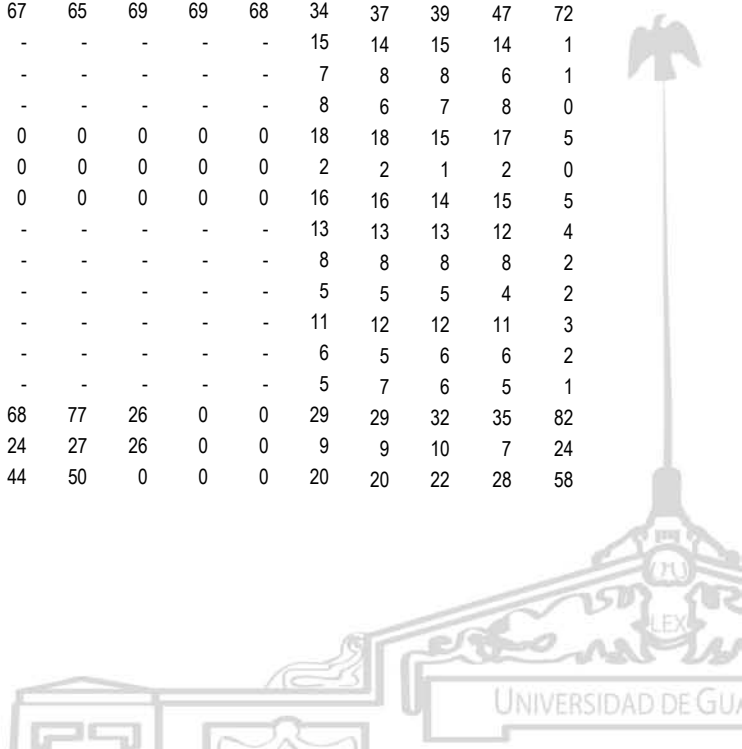 67 65 69 69 68 34 37 39 47 72
- - - - - 15 14 15 14 1
- - - - - 7 8 8 6 1
- - - - - 8 6 7 8 0
0 0 0 0 0 18 18 15 17 5
0 0 0 0 0 2 2 1 2 0
0 0 0 0 0 16 16 14 15 5
- - - - - 13 13 13 12 4
- - - - - 8 8 8 8 2
- - - - - 5 5 5 4 2
- - - - - 11 12 12 11 3
- - - - - 6 5 6 6 2
- - - - - 5 7 6 5 1
68 77 26 0 0 29 29 32 35 82
24 27 26 0 0 9 9 10 7 24
44 50 0 0 0 20 20 22 28 58
LEX
UNIVERSIDAD DE GUA